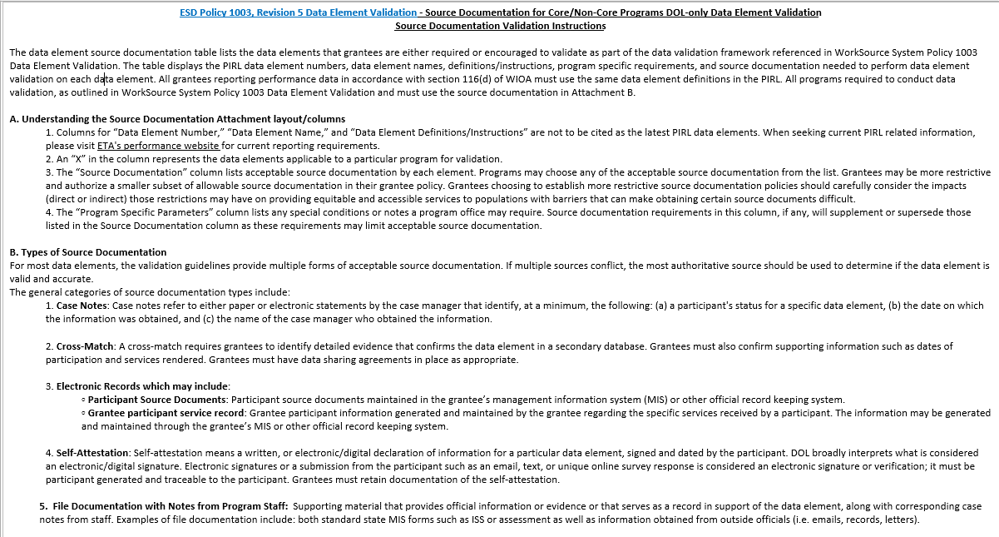 ESD Policy 1003, Revision 5 Data Element Validation - Source Documentation for Core/Non-Core Programs DOL-only Data Element Validation
Source Documentation Validation Instructions
The data element source documentation table lists the data elements that grantees are either required or encouraged to validate as part of the data validation framework referenced in WorkSource System Policy 1003
Data Element Validation. The table displays the PIRL data element numbers, data element names, definitions/instructions, program specific requirements, and source documentation needed to perform data element
validation on each data element. All grantees reporting performance data in accordance with section 116(d) of WIOA must use the same data element definitions in the PIRL. All programs required to conduct data
validation, as outlined in WorkSource System Policy 1003 Data Element Validation and must use the source documentation in Attachment B.
A. Understanding the Source Documentation Attachment layout/columns
1. Columns for “Data Element Number,” “Data Element Name,” and “Data Element Definitions/Instructions” are not to be cited as the latest PIRL data elements. When seeking current PIRL related information,
please visit ETA's performance website for current reporting requirements.
2. An “X” in the column represents the data elements applicable to a particular program for validation.
3. The “Source Documentation” column lists acceptable source documentation by each element. Programs may choose any of the acceptable source documentation from the list. Grantees may be more restrictive
and authorize a smaller subset of allowable source documentation in their grantee policy. Grantees choosing to establish more restrictive source documentation policies should carefully consider the impacts
(direct or indirect) those restrictions may have on providing equitable and accessible services to populations with barriers that can make obtaining certain source documents difficult.
4. The “Program Specific Parameters” column lists any special conditions or notes a program office may require. Source documentation requirements in this column, if any, will supplement or supersede those
listed in the Source Documentation column as these requirements may limit acceptable source documentation.
B. Types of Source Documentation
For most data elements, the validation guidelines provide multiple forms of acceptable source documentation. If multiple sources conflict, the most authoritative source should be used to determine if the data element is
valid and accurate.
The general categories of source documentation types include:
1. Case Notes: Case notes refer to either paper or electronic statements by the case manager that identify, at a minimum, the following: (a) a participant's status for a specific data element, (b) the date on which
the information was obtained, and (c) the name of the case manager who obtained the information.
2. Cross-Match: A cross-match requires grantees to identify detailed evidence that confirms the data element in a secondary database. Grantees must also confirm supporting information such as dates of
participation and services rendered. Grantees must have data sharing agreements in place as appropriate.
3. Electronic Records which may include:
◦ Participant Source Documents: Participant source documents maintained in the grantee’s management information system (MIS) or other official record keeping system.
◦ Grantee participant service record: Grantee participant information generated and maintained by the grantee regarding the specific services received by a participant. The information may be generated
and maintained through the grantee’s MIS or other official record keeping system.
4. Self-Attestation: Self-attestation means a written, or electronic/digital declaration of information for a particular data element, signed and dated by the participant. DOL broadly interprets what is considered
an electronic/digital signature. Electronic signatures or a submission from the participant such as an email, text, or unique online survey response is considered an electronic signature or verification; it must be
participant generated and traceable to the participant. Grantees must retain documentation of the self-attestation.
5. File Documentation with Notes from Program Staff: Supporting material that provides official information or evidence or that serves as a record in support of the data element, along with corresponding case
notes from staff. Examples of file documentation include: both standard state MIS forms such as ISS or assessment as well as information obtained from outside officials (i.e. emails, records, letters).